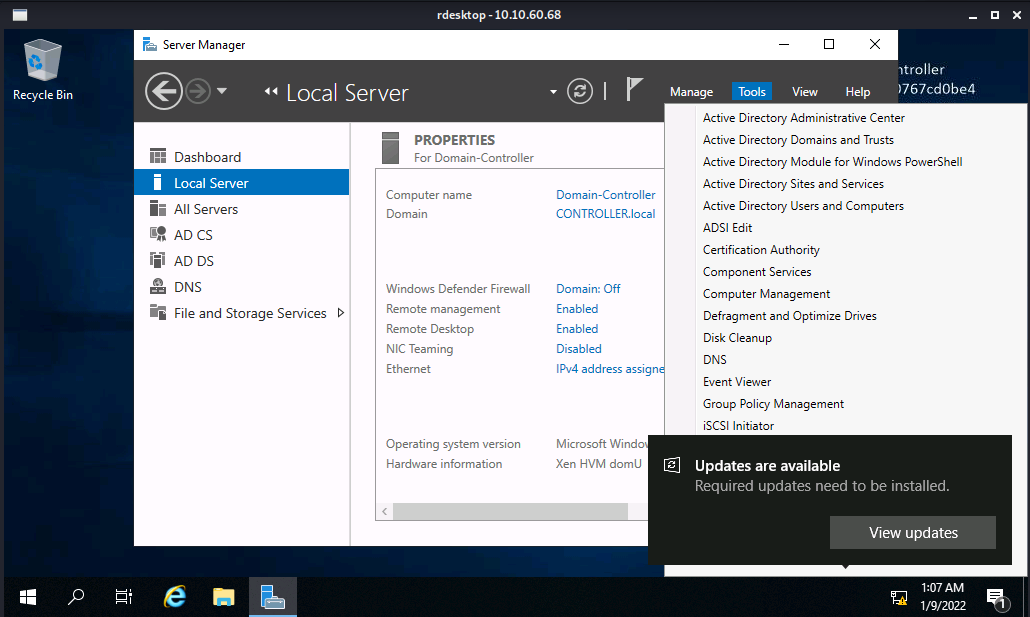 rdesktop - 10.10.60.68
Recycle Bin
Server Manager
Local Server
Manage
Tools
View
Help
ntroller
0767cd0be4
Dashboard
Local Server
All Servers
AD CS
AD DS
DNS
File and Storage Services
PROPERTIES
For Domain-Controller
Computer name Domain-Controller
Domain CONTROLLER.local
Windows Defender Firewall Domain: Off
Remote management Enabled
Remote Desktop Enabled
NIC Teaming Disabled
Ethernet IPv4 address assigne
Operating system version Microsoft Window
Hardware information Xen HVM domU
Active Directory Administrative Center
Active Directory Domains and Trusts
Active Directory Module for Windows PowerShell
Active Directory Sites and Services
Active Directory Users and Computers
ADSI Edit
Certification Authority
Component Services
Computer Management
Defragment and Optimize Drives
Disk Cleanup
DNS
Event Viewer
Group Policy Management
iSCSI Initiator
Updates are available
Required updates need to be installed.
View updates
1:07 AM
1/9/2022
1